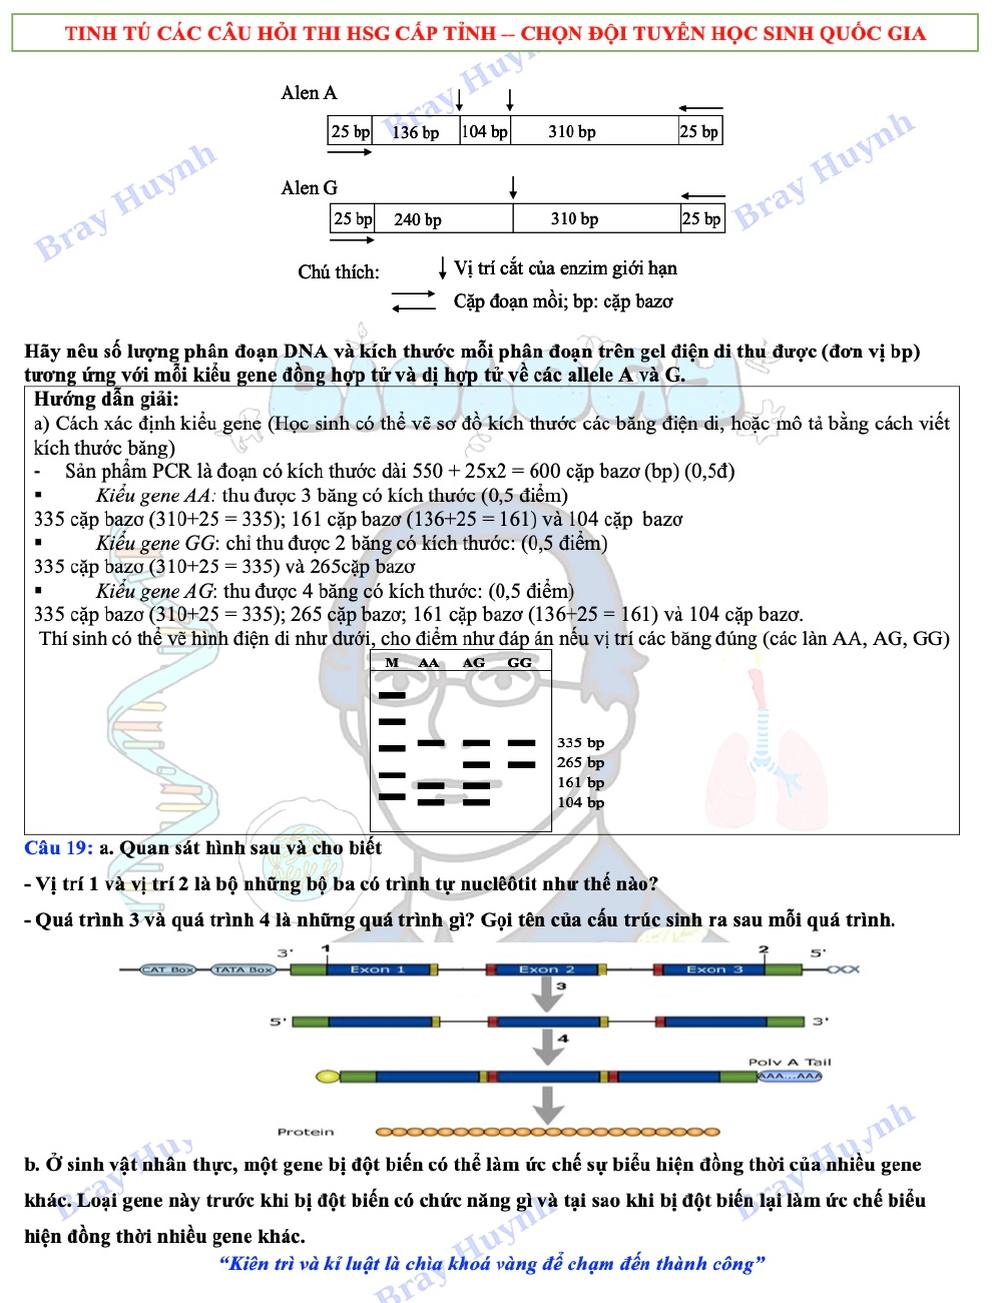 TINH TÚ CÁC CÂU HỎI THI HSG CẤP TỈNH -- CHỌN ĐỘI TUYỂN HỌC SINH QUỐC GIA
Bray Huynh
Alen A
25 bp 136 bp 104 bp 310 bp 25 bp
Bray Huynh
Bray Huynh
Alen G
25 bp 240 bp 310 bp 25 bp
Chú thích: Vị trí cắt của enzim giới hạn
Cặp đoạn mồi; bp: cặp bazơ
BIOLOGY
Hãy nêu số lượng phân đoạn DNA và kích thước mỗi phân đoạn trên gel điện di thu được (đơn vị bp)
tương ứng với mỗi kiểu gene đồng hợp tử và dị hợp tử về các allele A và G.
Hướng dẫn giải:
a) Cách xác định kiểu gene (Học sinh có thể vẽ sơ đồ kích thước các băng điện di, hoặc mô tả bằng cách viết
kích thước băng)
- Sản phẩm PCR là đoạn có kích thước dài 550 + 25x2 = 600 cặp bazơ (bp) (0,5đ)
▪ Kiểu gene AA: thu được 3 băng có kích thước (0,5 điểm)
335 cặp bazơ (310+25 = 335); 161 cặp bazơ (136+25 = 161) và 104 cặp bazơ
▪ Kiểu gene GG: chỉ thu được 2 băng có kích thước: (0,5 điểm)
335 cặp bazơ (310+25 = 335) và 265cặp bazơ
▪ Kiểu gene AG: thu được 4 băng có kích thước: (0,5 điểm)
335 cặp bazơ (310+25 = 335); 265 cặp bazơ; 161 cặp bazơ (136+25 = 161) và 104 cặp bazơ.
Thí sinh có thể vẽ hình điện di như dưới, cho điểm như đáp án nếu vị trí các băng đúng (các làn AA, AG, GG)
M AA AG GG
335 bp
265 bp
161 bp
104 bp
Câu 19: a. Quan sát hình sau và cho biết
- Vị trí 1 và vị trí 2 là bộ những bộ ba có trình tự nuclêôtit như thế nào?
- Quá trình 3 và quá trình 4 là những quá trình gì? Gọi tên của cấu trúc sinh ra sau mỗi quá trình.
3' 1 2 5'
CAT Box TATA Box Exon 1 Exon 2 Exon 3
3
5' 3'
4
Poly A Tail
AAA...AAA
Protein
Bray Huy
Bray Huynh
b. Ở sinh vật nhân thực, một gene bị đột biến có thể làm ức chế sự biểu hiện đồng thời của nhiều gene
khác. Loại gene này trước khi bị đột biến có chức năng gì và tại sao khi bị đột biến lại làm ức chế biểu
hiện đồng thời nhiều gene khác.
Bray Huynh
“Kiên trì và kỉ luật là chìa khoá vàng để chạm đến thành công”